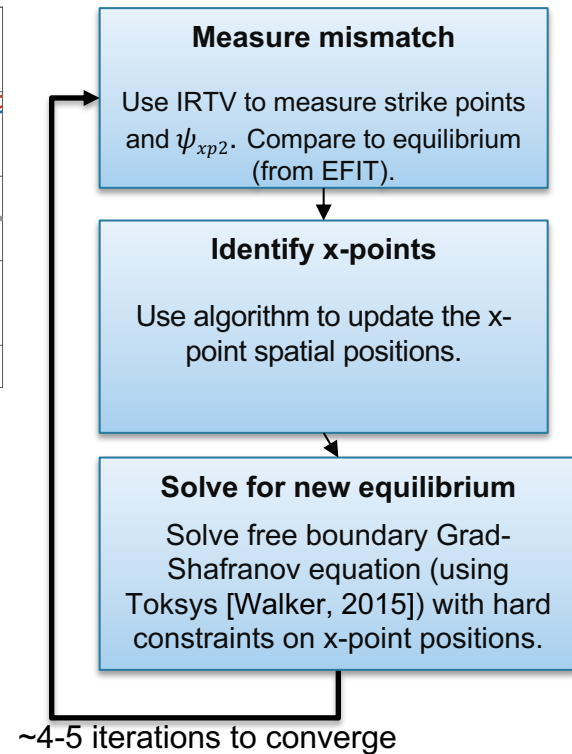 Measure mismatch
Use IRTV to measure strike points
and ψ_xp2. Compare to equilibrium
(from EFIT).
Identify x-points
Use algorithm to update the x-
point spatial positions.
Solve for new equilibrium
Solve free boundary Grad-
Shafranov equation (using
Toksys [Walker, 2015]) with hard
constraints on x-point positions.
~4-5 iterations to converge